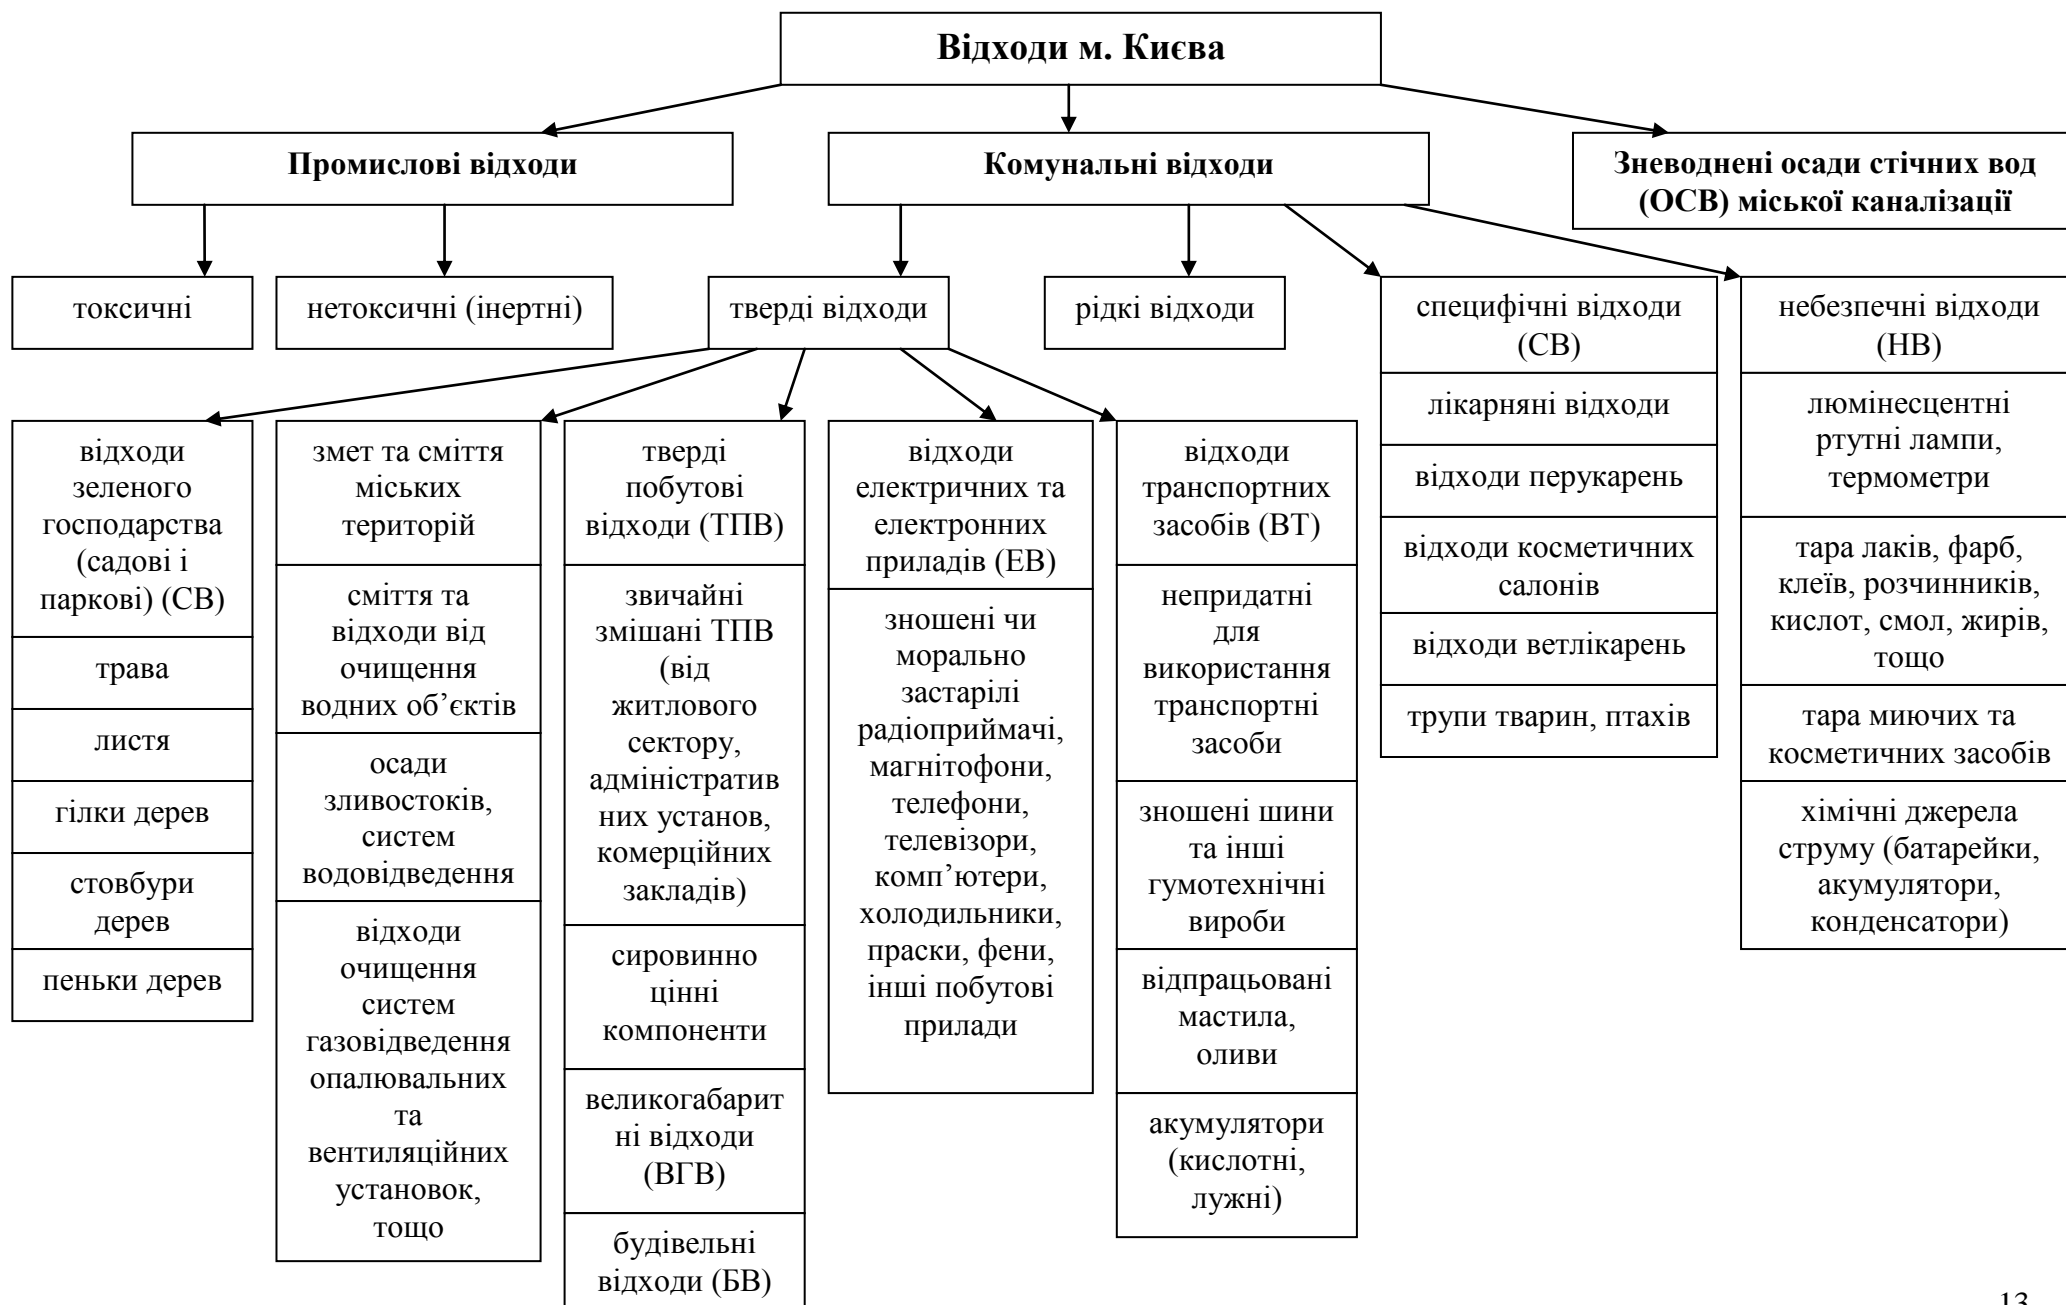 Відходи м. Києва
Промислові відходи
Комунальні відходи
Зневоднені осади стічних вод
(ОСВ) міської каналізації
токсичні
нетоксичні (інертні)
тверді відходи
рідкі відходи
специфічні відходи
(СВ)
лікарняні відходи
відходи перукарень
відходи косметичних
салонів
відходи ветлікарень
трупи тварин, птахів
небезпечні відходи
(НВ)
люмінесцентні
ртутні лампи,
термометри
тара лаків, фарб,
клеїв, розчинників,
кислот, смол, жирів,
тощо
тара миючих та
косметичних засобів
хімічні джерела
струму (батарейки,
акумулятори,
конденсатори)
відходи
зеленого
господарства
(садові і
паркові) (СВ)
трава
листя
гілки дерев
стовбури
дерев
пеньки дерев
змет та сміття
міських
територій
сміття та
відходи від
очищення
водних об’єктів
осади
зливостоків,
систем
водовідведення
відходи
очищення
систем
газовідведення
опалювальних
та
вентиляційних
установок,
тощо
тверді
побутові
відходи (ТПВ)
звичайні
змішані ТПВ
(від
житлового
сектору,
адміністратив
них установ,
комерційних
закладів)
сировинно
цінні
компоненти
великогабарит
ні відходи
(ВГВ)
будівельні
відходи (БВ)
відходи
електричних та
електронних
приладів (ЕВ)
зношені чи
морально
застарілі
радіоприймачі,
магнітофони,
телефони,
телевізори,
комп’ютери,
холодильники,
праски, фени,
інші побутові
прилади
відходи
транспортних
засобів (ВТ)
непридатні
для
використання
транспортні
засоби
зношені шини
та інші
гумотехнічні
вироби
відпрацьовані
мастила,
оливи
акумулятори
(кислотні,
лужні)
13